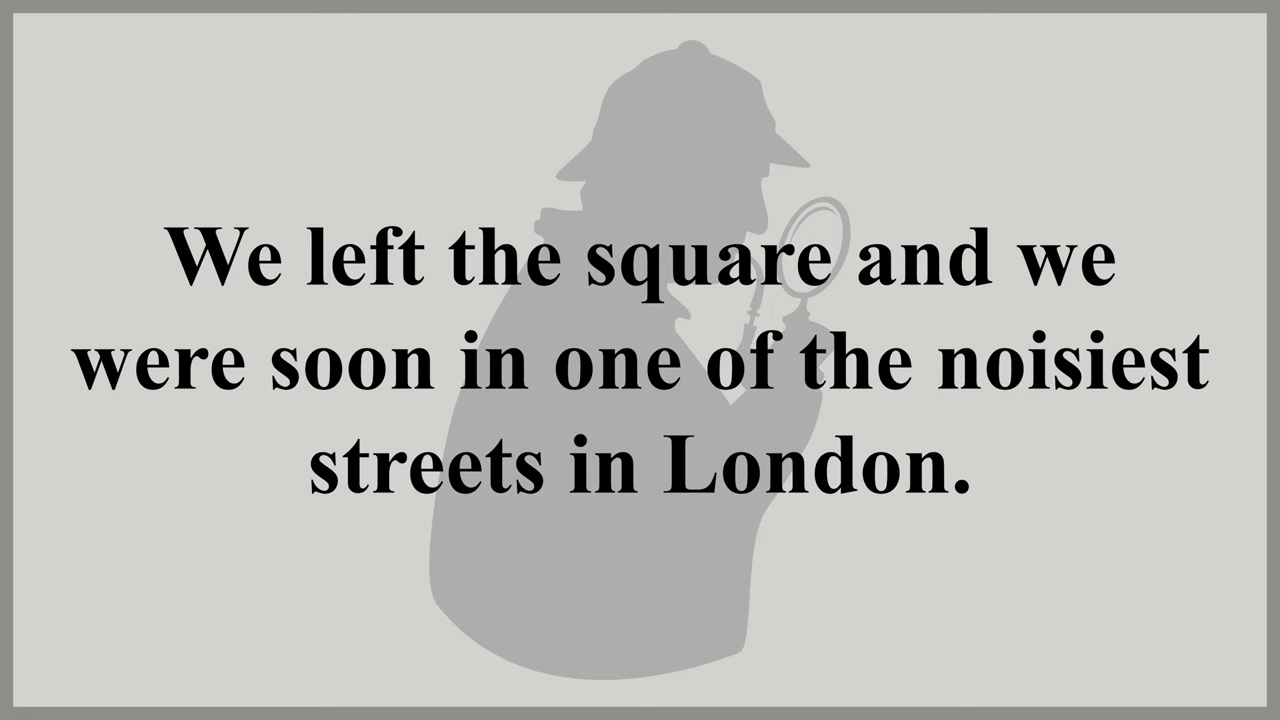 We left the square and we
were soon in one of the noisiest
streets in London.